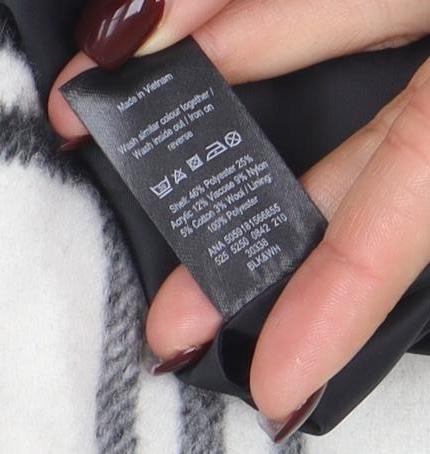 Made in Vietnam
Wash similar colour together /
Wash inside out / Iron on
reverse
Shell: 46% Polyester 25%
Acrylic 12% Viscose 9% Nylon
5% Cotton 3% Wool / Lining:
100% Polyester
ANA 5059181566655
525 5250 0842 210
30338
BLK&WH